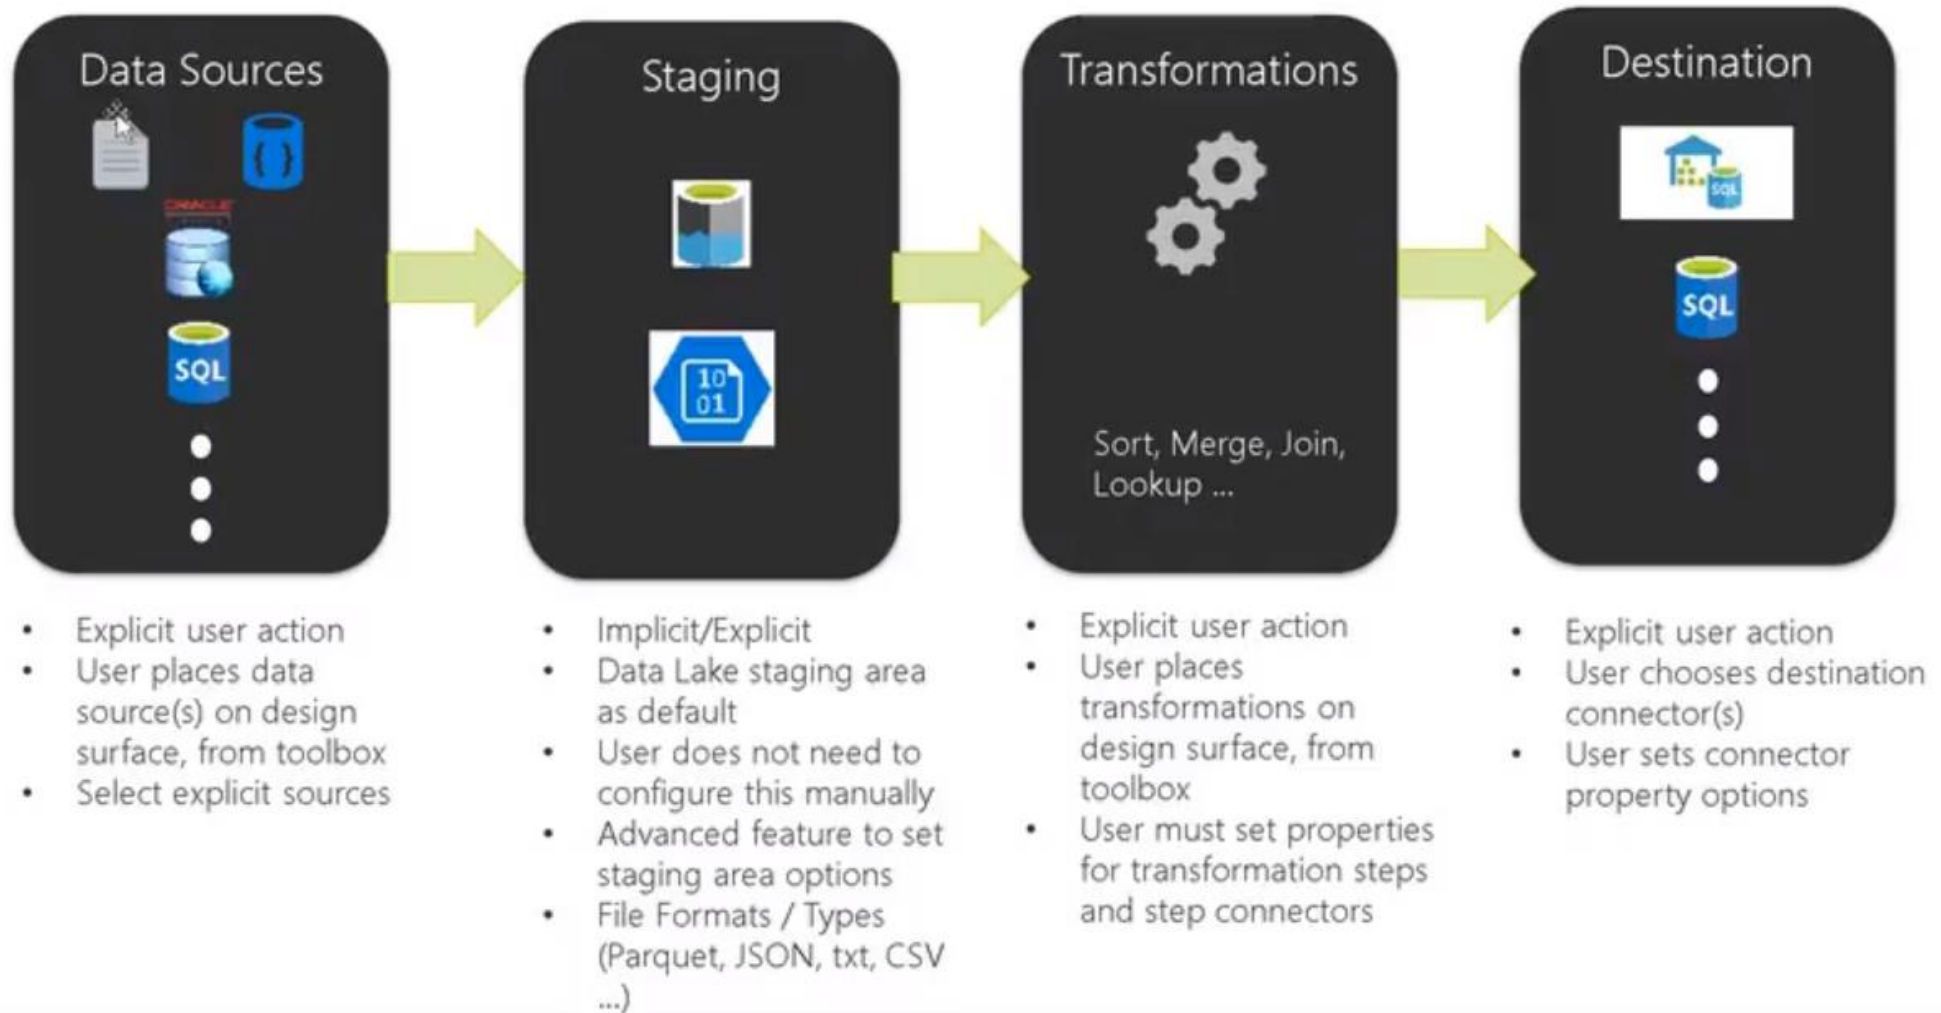 Data Sources
ORACLE
{ }
SQL
Staging
10
01
Transformations
Sort, Merge, Join,
Lookup ...
Destination
SQL
SQL
• Explicit user action
• User places data
source(s) on design
surface, from toolbox
• Select explicit sources
• Implicit/Explicit
• Data Lake staging area
as default
• User does not need to
configure this manually
• Advanced feature to set
staging area options
• File Formats / Types
(Parquet, JSON, txt, CSV
...)
• Explicit user action
• User places
transformations on
design surface, from
toolbox
• User must set properties
for transformation steps
and step connectors
• Explicit user action
• User chooses destination
connector(s)
• User sets connector
property options